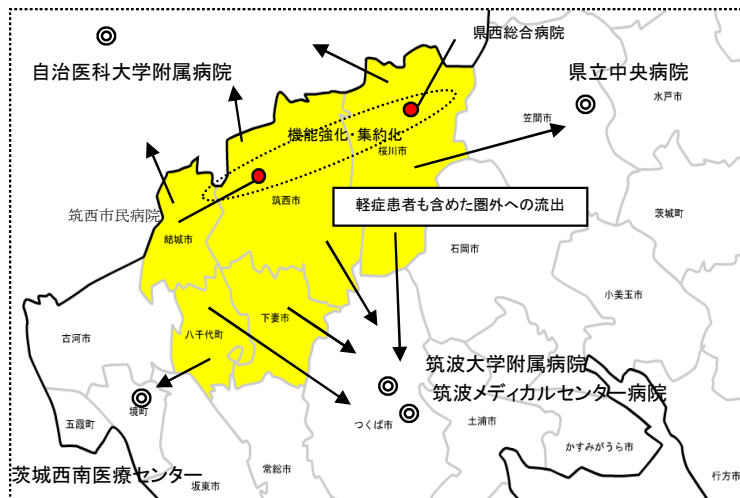 県西総合病院
自治医科大学附属病院
県立中央病院
水戸市
笠間市
機能強化・集約化
桜川市
筑西市
軽症患者も含めた圏外への流出
筑西市民病院
茨城町
結城市
石岡市
小美玉市
下妻市
八千代町
古河市
筑波大学附属病院
筑波メディカルセンター病院
境町
五霞町
つくば市
土浦市
かすみがうら市
茨城西南医療センター
常総市
坂東市
行方市